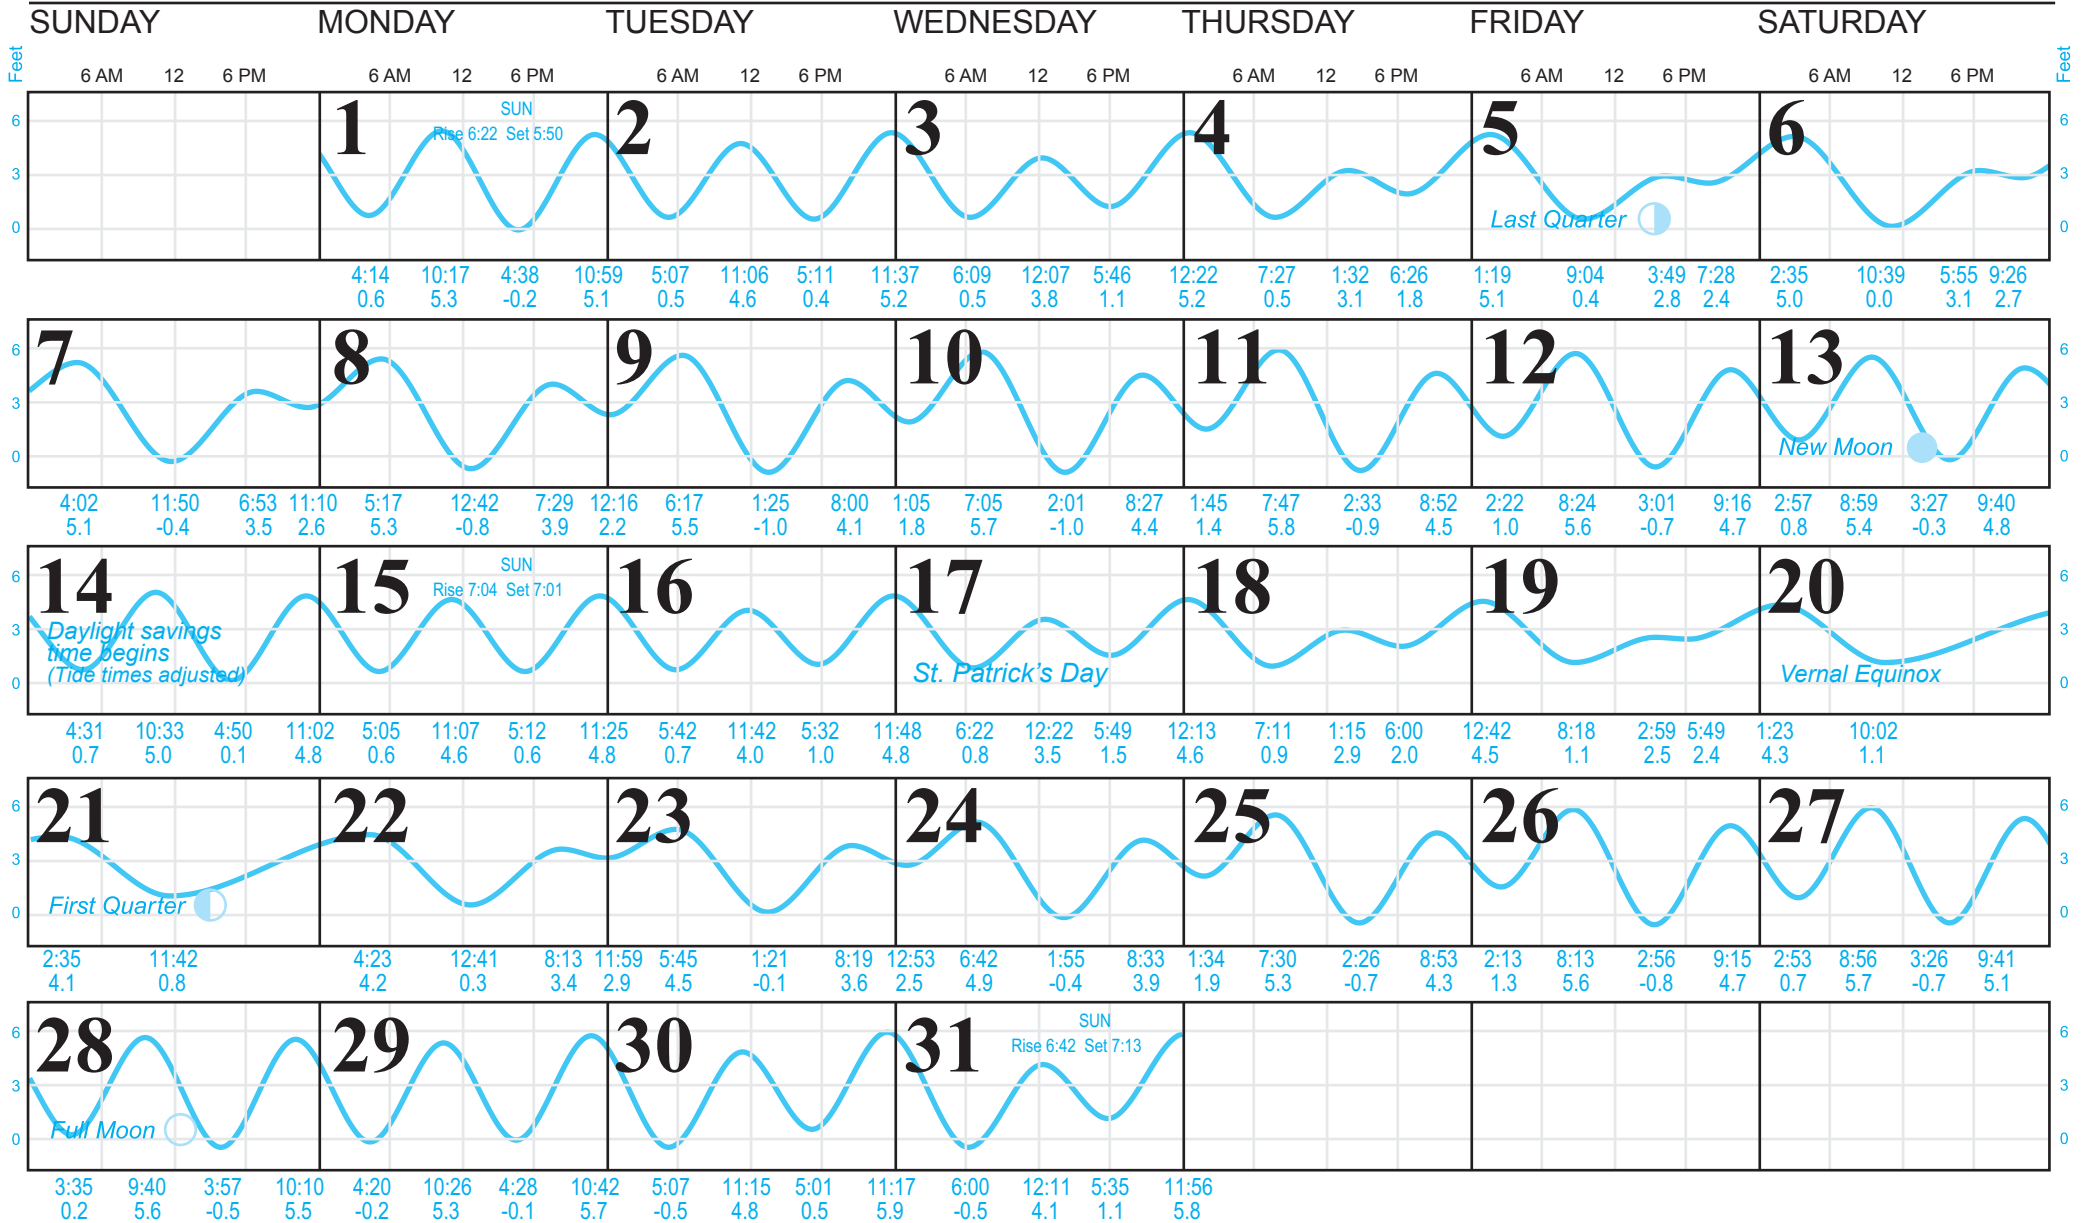 SUNDAY MONDAY TUESDAY WEDNESDAY THURSDAY FRIDAY SATURDAY
Feet 6 AM 12 6 PM 6 AM 12 6 PM 6 AM 12 6 PM 6 AM 12 6 PM 6 AM 12 6 PM 6 AM 12 6 PM 6 AM 12 6 PM Feet
1 2 3 4 5 6
SUN
Rise 6:22 Set 5:50
6 6
3 3
Last Quarter
0 0
4:14 10:17 4:38 10:59 5:07 11:06 5:11 11:37 6:09 12:07 5:46 12:22 7:27 1:32 6:26 1:19 9:04 3:49 7:28 2:35 10:39 5:55 9:26
0.6 5.3 -0.2 5.1 0.5 4.6 0.4 5.2 0.5 3.8 1.1 5.2 0.5 3.1 1.8 5.1 0.4 2.8 2.4 5.0 0.0 3.1 2.7
7 8 9 10 11 12 13
6 6
3 3
New Moon
0 0
4:02 11:50 6:53 11:10 5:17 12:42 7:29 12:16 6:17 1:25 8:00 1:05 7:05 2:01 8:27 1:45 7:47 2:33 8:52 2:22 8:24 3:01 9:16 2:57 8:59 3:27 9:40
5.1 -0.4 3.5 2.6 5.3 -0.8 3.9 2.2 5.5 -1.0 4.1 1.8 5.7 -1.0 4.4 1.4 5.8 -0.9 4.5 1.0 5.6 -0.7 4.7 0.8 5.4 -0.3 4.8
14 15 16 17 18 19 20
SUN
Rise 7:04 Set 7:01
6 6
3 3
Daylight savings
time begins
(Tide times adjusted)
St. Patrick's Day
Vernal Equinox
0 0
4:31 10:33 4:50 11:02 5:05 11:07 5:12 11:25 5:42 11:42 5:32 11:48 6:22 12:22 5:49 12:13 7:11 1:15 6:00 12:42 8:18 2:59 5:49 1:23 10:02
0.7 5.0 0.1 4.8 0.6 4.6 0.6 4.8 0.7 4.0 1.0 4.8 0.8 3.5 1.5 4.6 0.9 2.9 2.0 4.5 1.1 2.5 2.4 4.3 1.1
21 22 23 24 25 26 27
6 6
3 3
First Quarter
0 0
2:35 11:42 4:23 12:41 8:13 11:59 5:45 1:21 8:19 12:53 6:42 1:55 8:33 1:34 7:30 2:26 8:53 2:13 8:13 2:56 9:15 2:53 8:56 3:26 9:41
4.1 0.8 4.2 0.3 3.4 2.9 4.5 -0.1 3.6 2.5 4.9 -0.4 3.9 1.9 5.3 -0.7 4.3 1.3 5.6 -0.8 4.7 0.7 5.7 -0.7 5.1
28 29 30 31
SUN
Rise 6:42 Set 7:13
6 6
3 3
Full Moon
0 0
3:35 9:40 3:57 10:10 4:20 10:26 4:28 10:42 5:07 11:15 5:01 11:17 6:00 12:11 5:35 11:56
0.2 5.6 -0.5 5.5 -0.2 5.3 -0.1 5.7 -0.5 4.8 0.5 5.9 -0.5 4.1 1.1 5.8